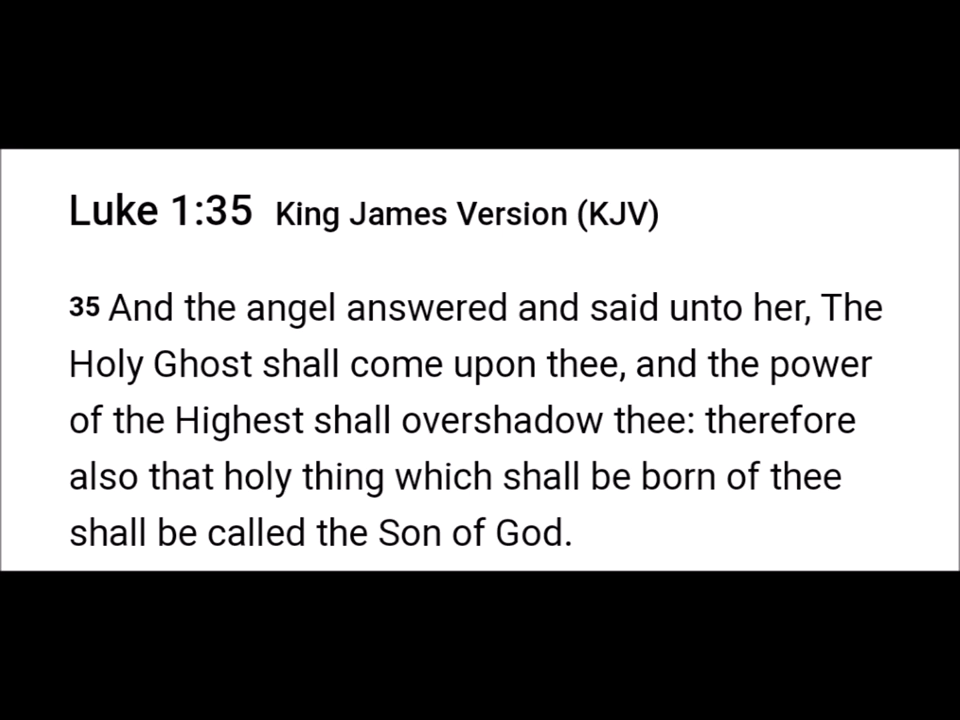 Luke 1:35 King James Version (KJV)
35 And the angel answered and said unto her, The
Holy Ghost shall come upon thee, and the power
of the Highest shall overshadow thee: therefore
also that holy thing which shall be born of thee
shall be called the Son of God.